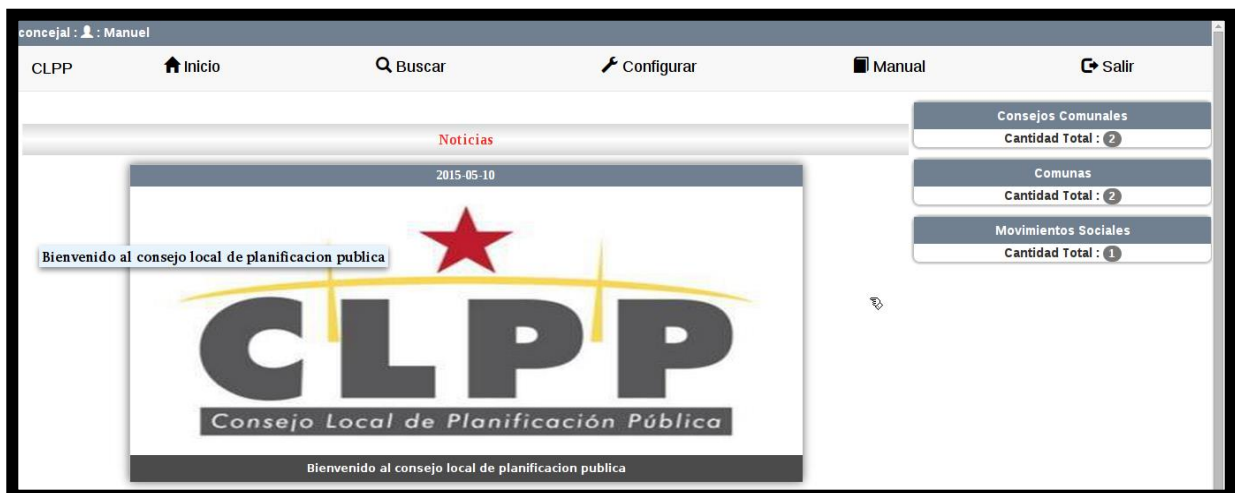 concejal : : Manuel
CLPP Inicio Buscar Configurar Manual Salir
Noticias
2015-05-10
Bienvenido al consejo local de planificacion publica
CLPP
Consejo Local de Planificación Pública
Bienvenido al consejo local de planificacion publica
Consejos Comunales
Cantidad Total : 2
Comunas
Cantidad Total : 2
Movimientos Sociales
Cantidad Total : 1